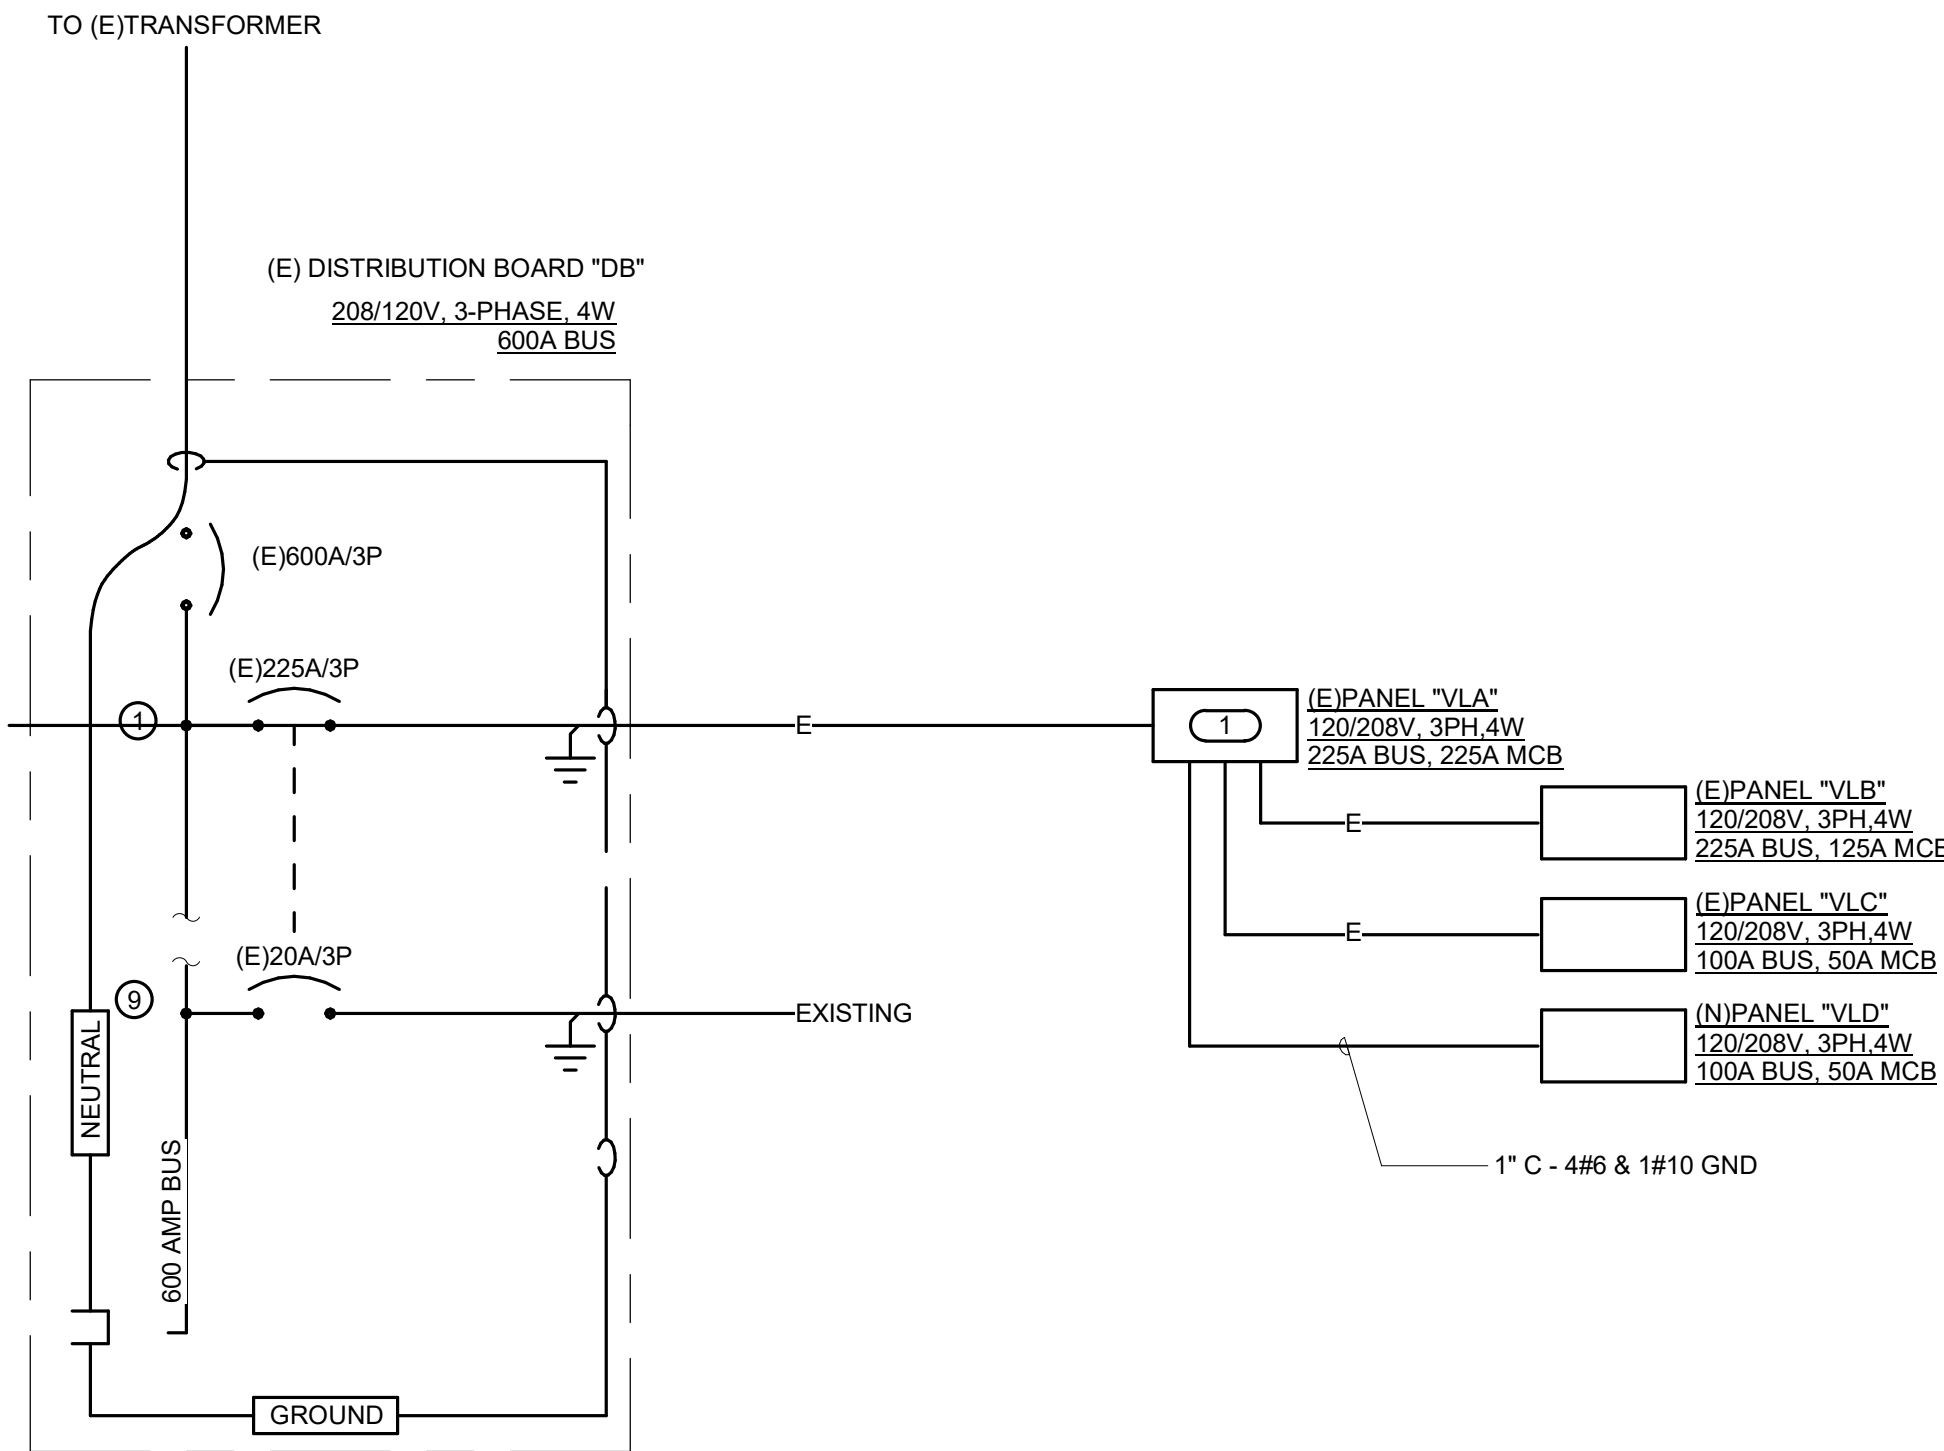 TO (E)TRANSFORMER
(E) DISTRIBUTION BOARD "DB"
208/120V, 3-PHASE, 4W
600A BUS
(E)600A/3P
(E)225A/3P
1
E
1
(E)PANEL "VLA"
120/208V, 3PH,4W
225A BUS, 225A MCB
(E)PANEL "VLB"
120/208V, 3PH,4W
225A BUS, 125A MCB
E
(E)PANEL "VLC"
120/208V, 3PH,4W
100A BUS, 50A MCB
E
(E)20A/3P
9
EXISTING
(N)PANEL "VLD"
120/208V, 3PH,4W
100A BUS, 50A MCB
NEUTRAL
600 AMP BUS
1" C - 4#6 & 1#10 GND
GROUND